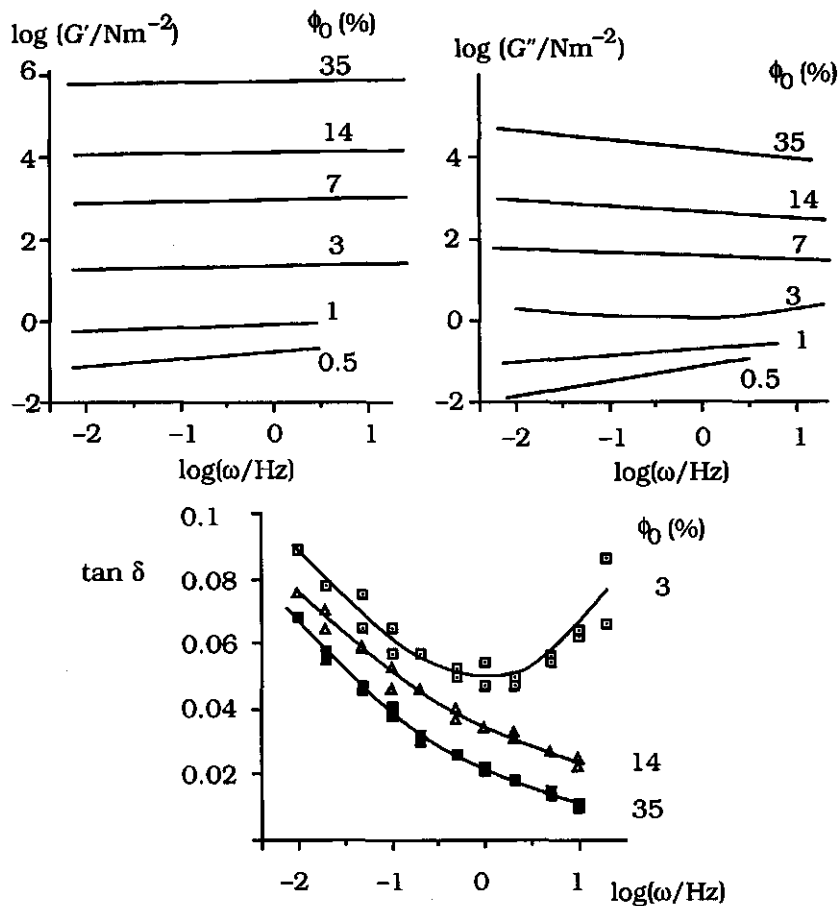 log (G′/Nm⁻²)
ϕ₀ (%)
6
4
2
0
−2
35
14
7
3
1
0.5
−2 −1 0 1
log(ω/Hz)
log (G″/Nm⁻²)
ϕ₀ (%)
4
2
0
−2
35
14
7
3
1
0.5
−2 −1 0 1
log(ω/Hz)
tan δ
0.1
0.08
0.06
0.04
0.02
ϕ₀ (%)
3
14
35
−2 −1 0 1
log(ω/Hz)